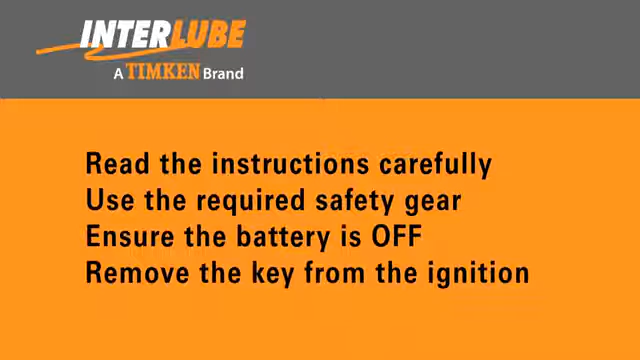 INTERLUBE
A TIMKEN Brand
Read the instructions carefully
Use the required safety gear
Ensure the battery is OFF
Remove the key from the ignition